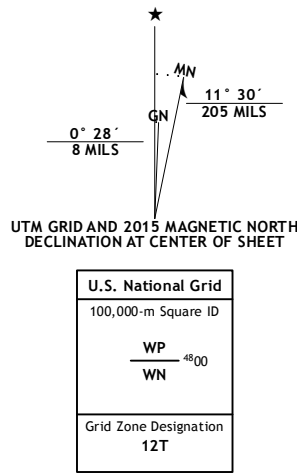 ★
MN
GN
11° 30´
205 MILS
0° 28´
8 MILS
UTM GRID AND 2015 MAGNETIC NORTH
DECLINATION AT CENTER OF SHEET
U.S. National Grid
100,000-m Square ID
WP
4800
WN
Grid Zone Designation
12T